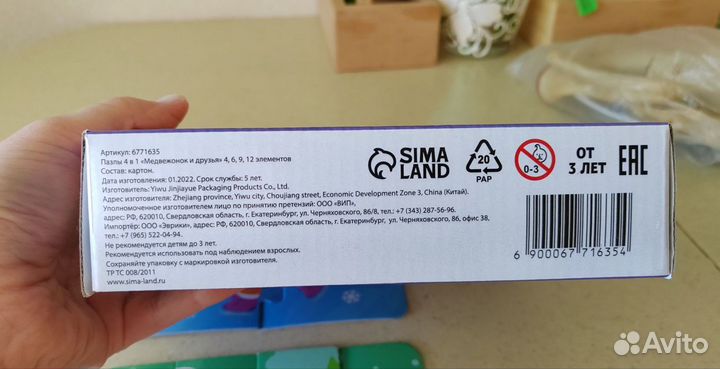 Артикул: 6771635
Пазлы 4 в 1 «Медвежонок и друзья» 4, 6, 9, 12 элементов
Состав: картон.
Дата изготовления: 01.2022. Срок службы: 5 лет.
Изготовитель: Yiwu Jinjiayue Packaging Products Co., Ltd.
Адрес изготовителя: Zhejiang province, Yiwu city, Choujiang street, Economic Development Zone 3, China (Китай).
Уполномоченное изготовителем лицо по принятию претензий: ООО «ВИП»,
адрес: РФ, 620010, Свердловская область, г. Екатеринбург, ул. Черняховского, 86/8, тел.: +7 (343) 287-56-96.
Импортёр: ООО «Эврики», адрес: РФ, 620010, Свердловская область, г. Екатеринбург, ул. Черняховского, 86, офис 38,
тел.: +7 (965) 522-04-94.
Не рекомендуется детям до 3 лет.
Рекомендуется использовать под наблюдением взрослых.
Сохраняйте упаковку с маркировкой изготовителя.
ТР ТС 008/2011
www.sima-land.ru
SIMA
LAND
20
PAP
0-3
ОТ
3 ЛЕТ
EAC
6 900067 716354
Avito